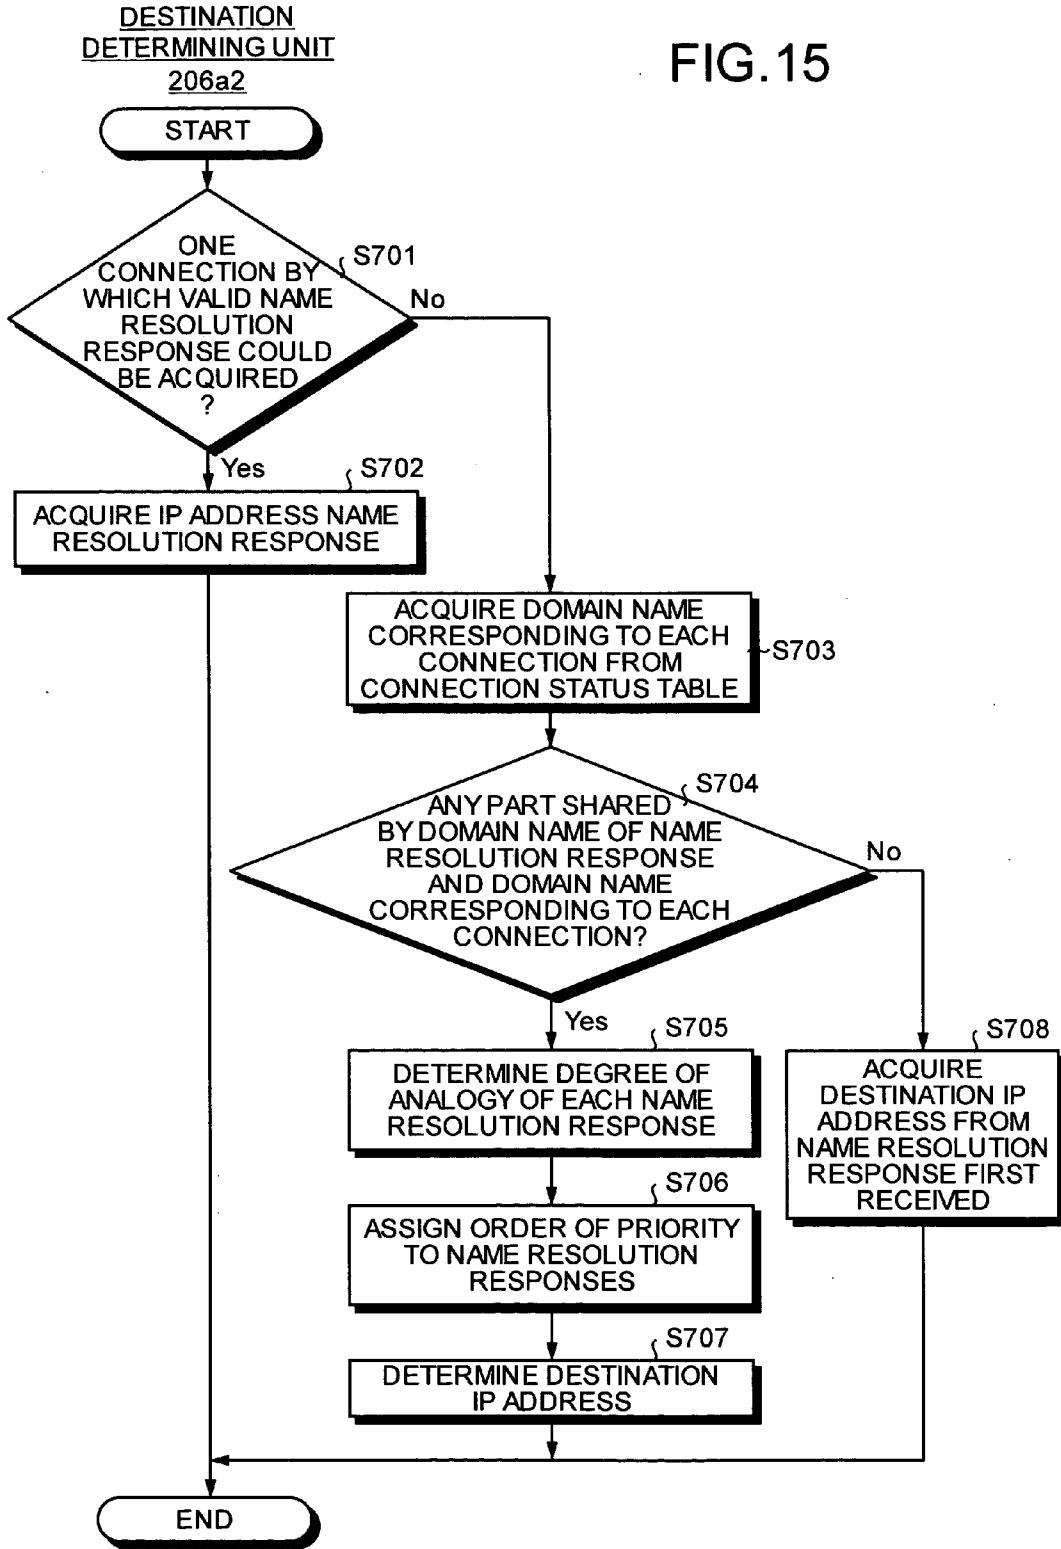 DESTINATION
DETERMINING UNIT
206a2
FIG.15
START
ONE
CONNECTION BY
WHICH VALID NAME
RESOLUTION
RESPONSE COULD
BE ACQUIRED
?
S701
No
Yes
S702
ACQUIRE IP ADDRESS NAME
RESOLUTION RESPONSE
ACQUIRE DOMAIN NAME
CORRESPONDING TO EACH
CONNECTION FROM
CONNECTION STATUS TABLE
S703
S704
ANY PART SHARED
BY DOMAIN NAME OF NAME
RESOLUTION RESPONSE
AND DOMAIN NAME
CORRESPONDING TO EACH
CONNECTION?
No
Yes
S705
DETERMINE DEGREE OF
ANALOGY OF EACH NAME
RESOLUTION RESPONSE
S708
ACQUIRE
DESTINATION IP
ADDRESS FROM
NAME RESOLUTION
RESPONSE FIRST
RECEIVED
S706
ASSIGN ORDER OF PRIORITY
TO NAME RESOLUTION
RESPONSES
S707
DETERMINE DESTINATION
IP ADDRESS
END